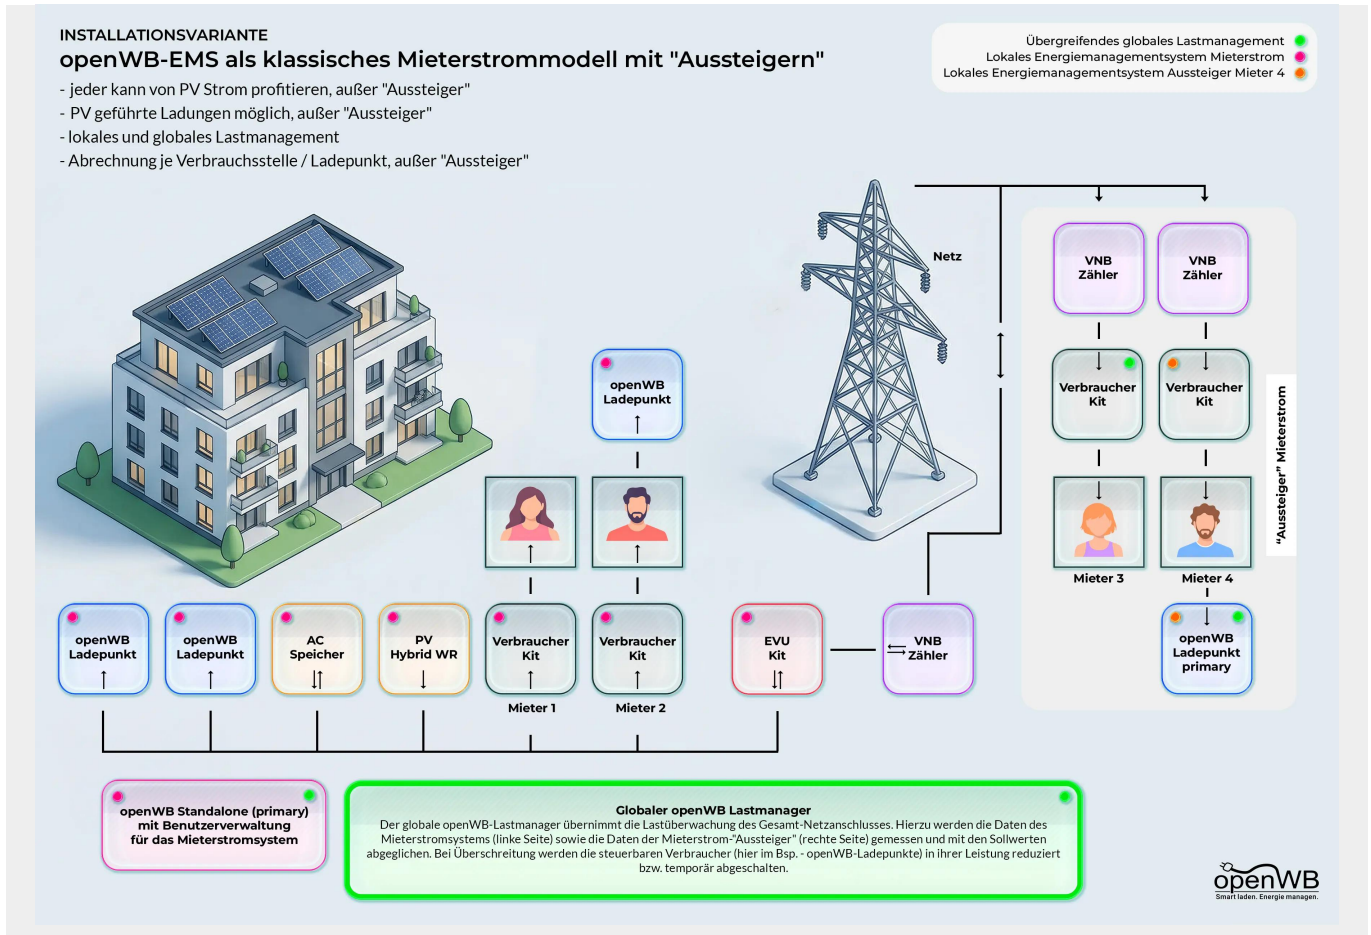 INSTALLATIONSVARIANTE
openWB-EMS als klassisches Mieterstrommodell mit "Aussteigern"
- jeder kann von PV Strom profitieren, außer "Aussteiger"
- PV geführte Ladungen möglich, außer "Aussteiger"
- lokales und globales Lastmanagement
- Abrechnung je Verbrauchsstelle / Ladepunkt, außer "Aussteiger"
Übergreifendes globales Lastmanagement
Lokales Energiemanagementsystem Mieterstrom
Lokales Energiemanagementsystem Aussteiger Mieter 4
Netz
VNB
Zähler
VNB
Zähler
openWB
Ladepunkt
Verbraucher
Kit
Verbraucher
Kit
"Aussteiger" Mieterstrom
Mieter 3
Mieter 4
openWB
Ladepunkt
openWB
Ladepunkt
AC
Speicher
PV
Hybrid WR
Verbraucher
Kit
Verbraucher
Kit
EVU
Kit
VNB
Zähler
openWB
Ladepunkt
primary
Mieter 1
Mieter 2
openWB Standalone (primary)
mit Benutzerverwaltung
für das Mieterstromsystem
Globaler openWB Lastmanager
Der globale openWB-Lastmanager übernimmt die Lastüberwachung des Gesamt-Netzanschlusses. Hierzu werden die Daten des
Mieterstromsystems (linke Seite) sowie die Daten der Mieterstrom-"Aussteiger" (rechte Seite) gemessen und mit den Sollwerten
abgeglichen. Bei Überschreitung werden die steuerbaren Verbraucher (hier im Bsp. - openWB-Ladepunkte) in ihrer Leistung reduziert
bzw. temporär abgeschalten.
openWB
Smart laden. Energie managen.